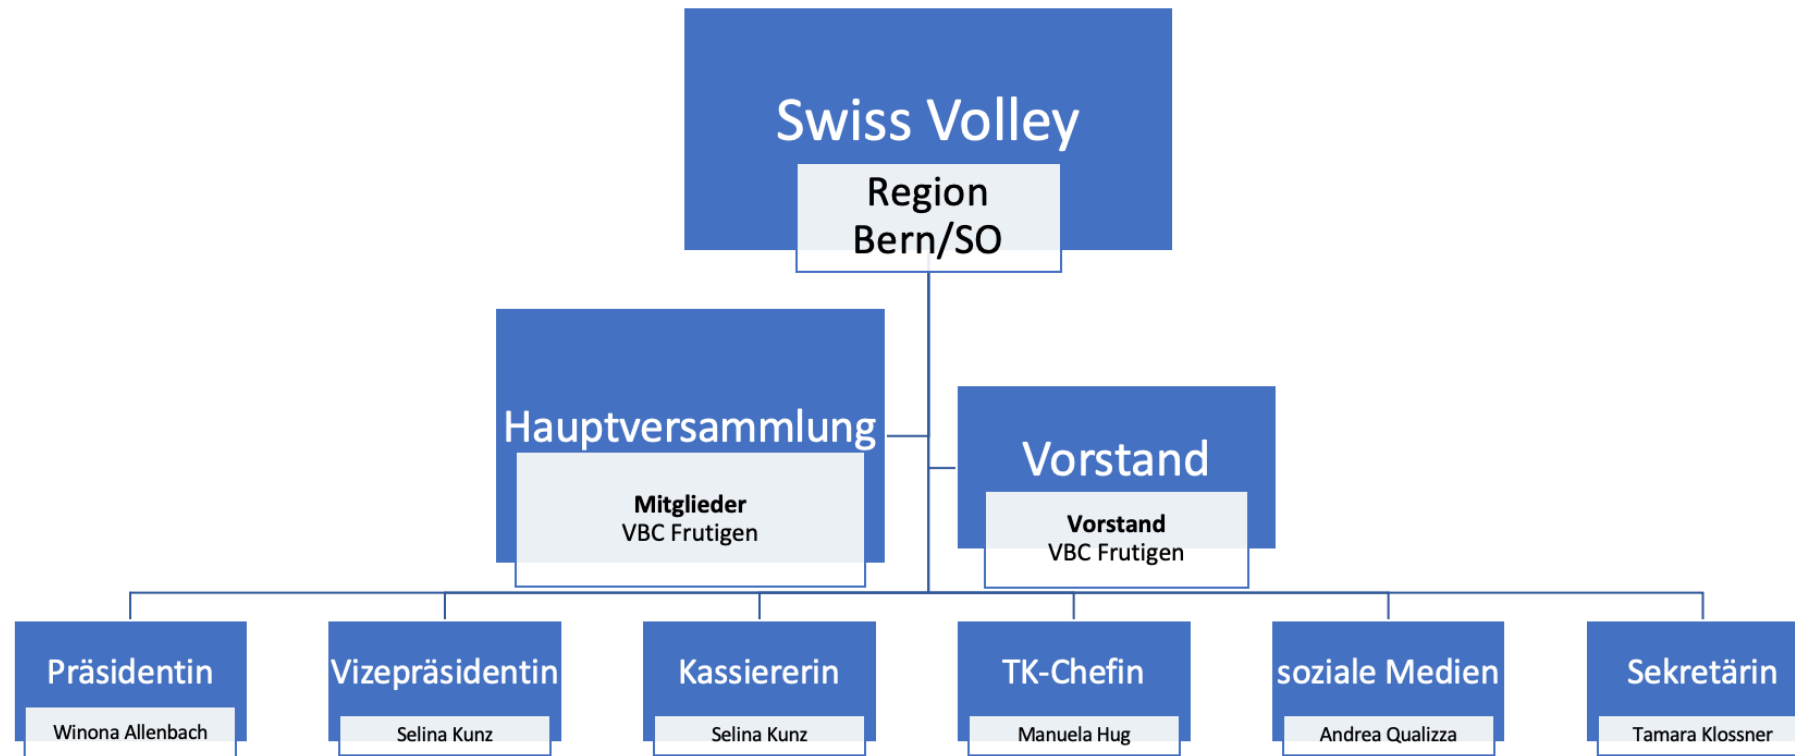 Swiss Volley
Region
Bern/SO
Hauptversammlung
Mitglieder
VBC Frutigen
Vorstand
Vorstand
VBC Frutigen
Präsidentin
Winona Allenbach
Vizepräsidentin
Selina Kunz
Kassiererin
Selina Kunz
TK-Chefin
Manuela Hug
soziale Medien
Andrea Qualizza
Sekretärin
Tamara Klossner